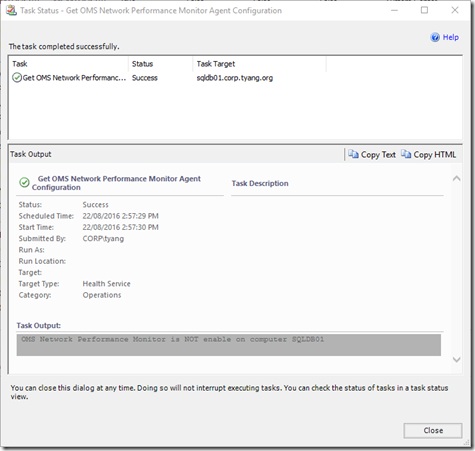 Task Status - Get OMS Network Performance Monitor Agent Configuration
Help
The task completed successfully.
Task Status Task Target
Get OMS Network Performanc... Success sqldb01.corp.tyang.org
Task Output Copy Text Copy HTML
Get OMS Network Performance Monitor Agent Task Description
Configuration
Status: Success
Scheduled Time: 22/08/2016 2:57:29 PM
Start Time: 22/08/2016 2:57:30 PM
Submitted By: CORP\tyang
Run As:
Run Location:
Target:
Target Type: Health Service
Category: Operations
Task Output:
OMS Network Performance Monitor is NOT enable on computer SQLDB01
You can close this dialog at any time. Doing so will not interrupt executing tasks. You can check the status of tasks in a task status
view.
Close